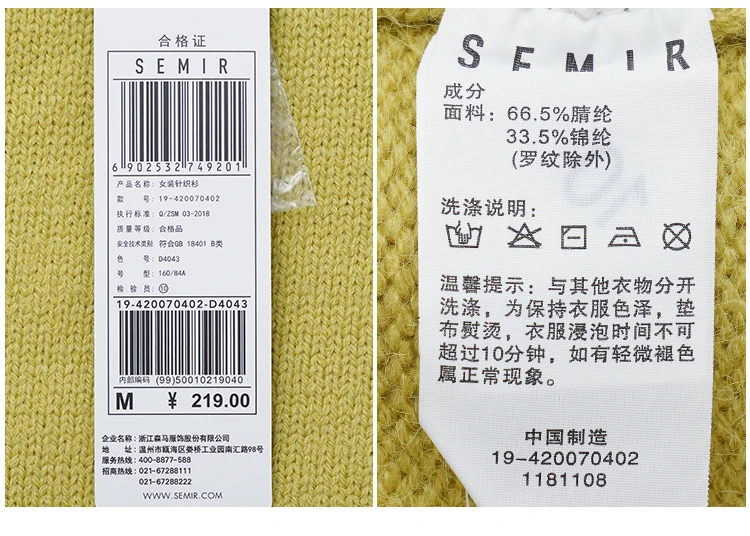 合格证
SEMIR
6 902532 749201
产品名称: 女装针织衫
款 号: 19-420070402
执行标准: Q/ZSM 03-2018
质量等级: 合格品
安全技术类别 符合GB 18401 B类
色 号: D4043
号 型: 160/84A
检 验 员: ⑩
19-420070402-D4043
内部编码 (99)50010219040
M ¥ 219.00
企业名称: 浙江森马服饰股份有限公司
地 址: 温州市瓯海区娄桥工业园南汇路98号
服务热线: 400-8877-588
招商热线: 021-67288111
021-67288222
WWW.SEMIR.COM
SEMIR
成分
面料: 66.5%腈纶
33.5%锦纶
(罗纹除外)
洗涤说明:
温馨提示: 与其他衣物分开
洗涤, 为保持衣服色泽, 垫
布熨烫, 衣服浸泡时间不可
超过10分钟, 如有轻微褪色
属正常现象。
中国制造
19-420070402
1181108